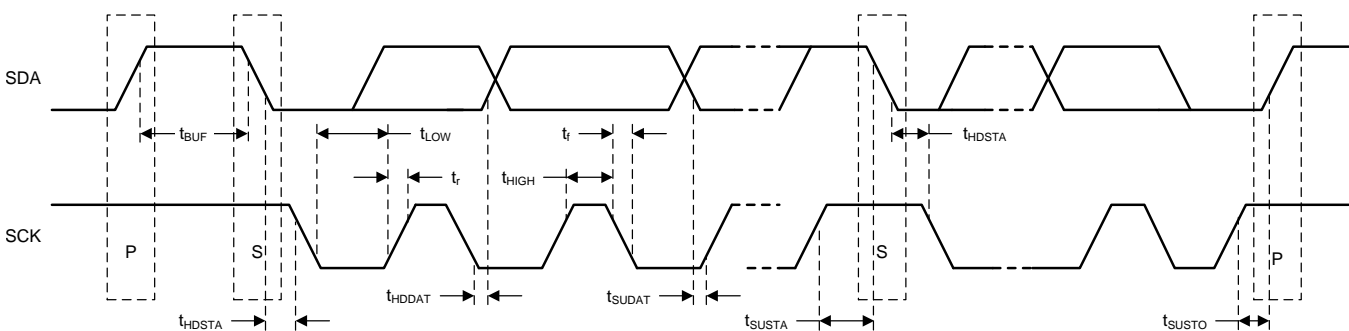 SDA
tBUF
tLOW
tf
tHDSTA
tr
tHIGH
SCK
P
S
S
P
tHDDAT
tSUDAT
tHDSTA
tSUSTA
tSUSTO